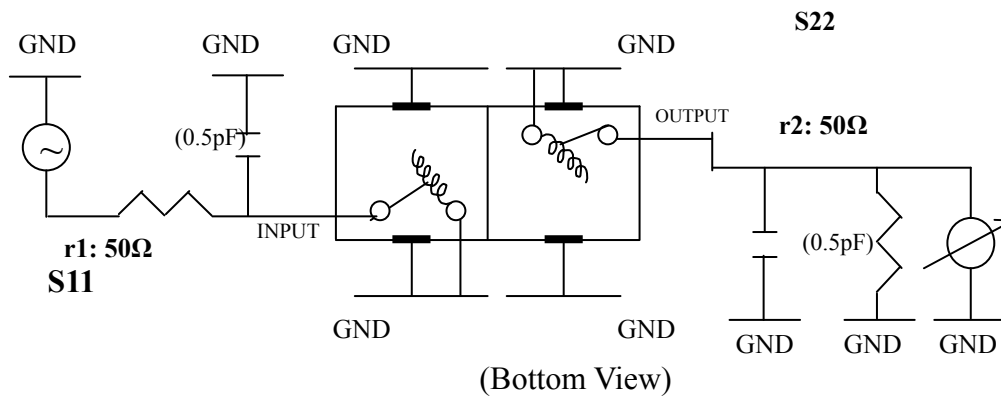 S22
GND
GND
GND
GND
(0.5pF)
OUTPUT
r2: 50Ω
~
INPUT
r1: 50Ω
S11
(0.5pF)
GND
GND
GND
GND
GND
(Bottom View)